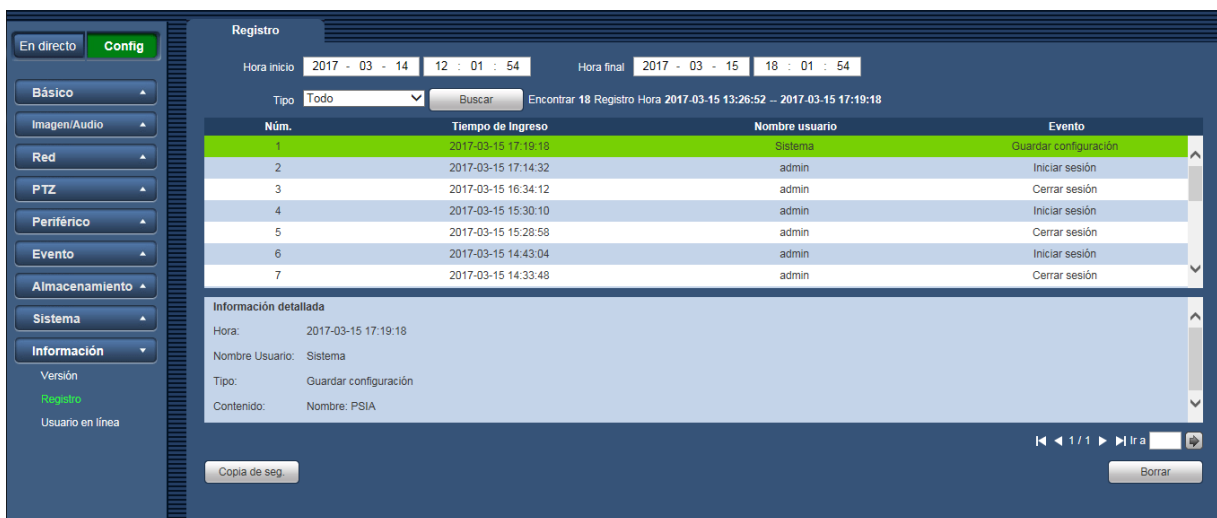 En directo Config
Básico
Imagen/Audio
Red
PTZ
Periférico
Evento
Almacenamiento
Sistema
Información
Versión
Registro
Usuario en línea
Registro
Hora inicio 2017 - 03 - 14 12 : 01 : 54 Hora final 2017 - 03 - 15 18 : 01 : 54
Tipo Todo Buscar Encontrar 18 Registro Hora 2017-03-15 13:26:52 -- 2017-03-15 17:19:18
Núm. Tiempo de Ingreso Nombre usuario Evento
1 2017-03-15 17:19:18 Sistema Guardar configuración
2 2017-03-15 17:14:32 admin Iniciar sesión
3 2017-03-15 16:34:12 admin Cerrar sesión
4 2017-03-15 15:30:10 admin Iniciar sesión
5 2017-03-15 15:28:58 admin Cerrar sesión
6 2017-03-15 14:43:04 admin Iniciar sesión
7 2017-03-15 14:33:48 admin Cerrar sesión
Información detallada
Hora: 2017-03-15 17:19:18
Nombre Usuario: Sistema
Tipo: Guardar configuración
Contenido: Nombre: PSIA
1 / 1 Ir a
Copia de seg. Borrar